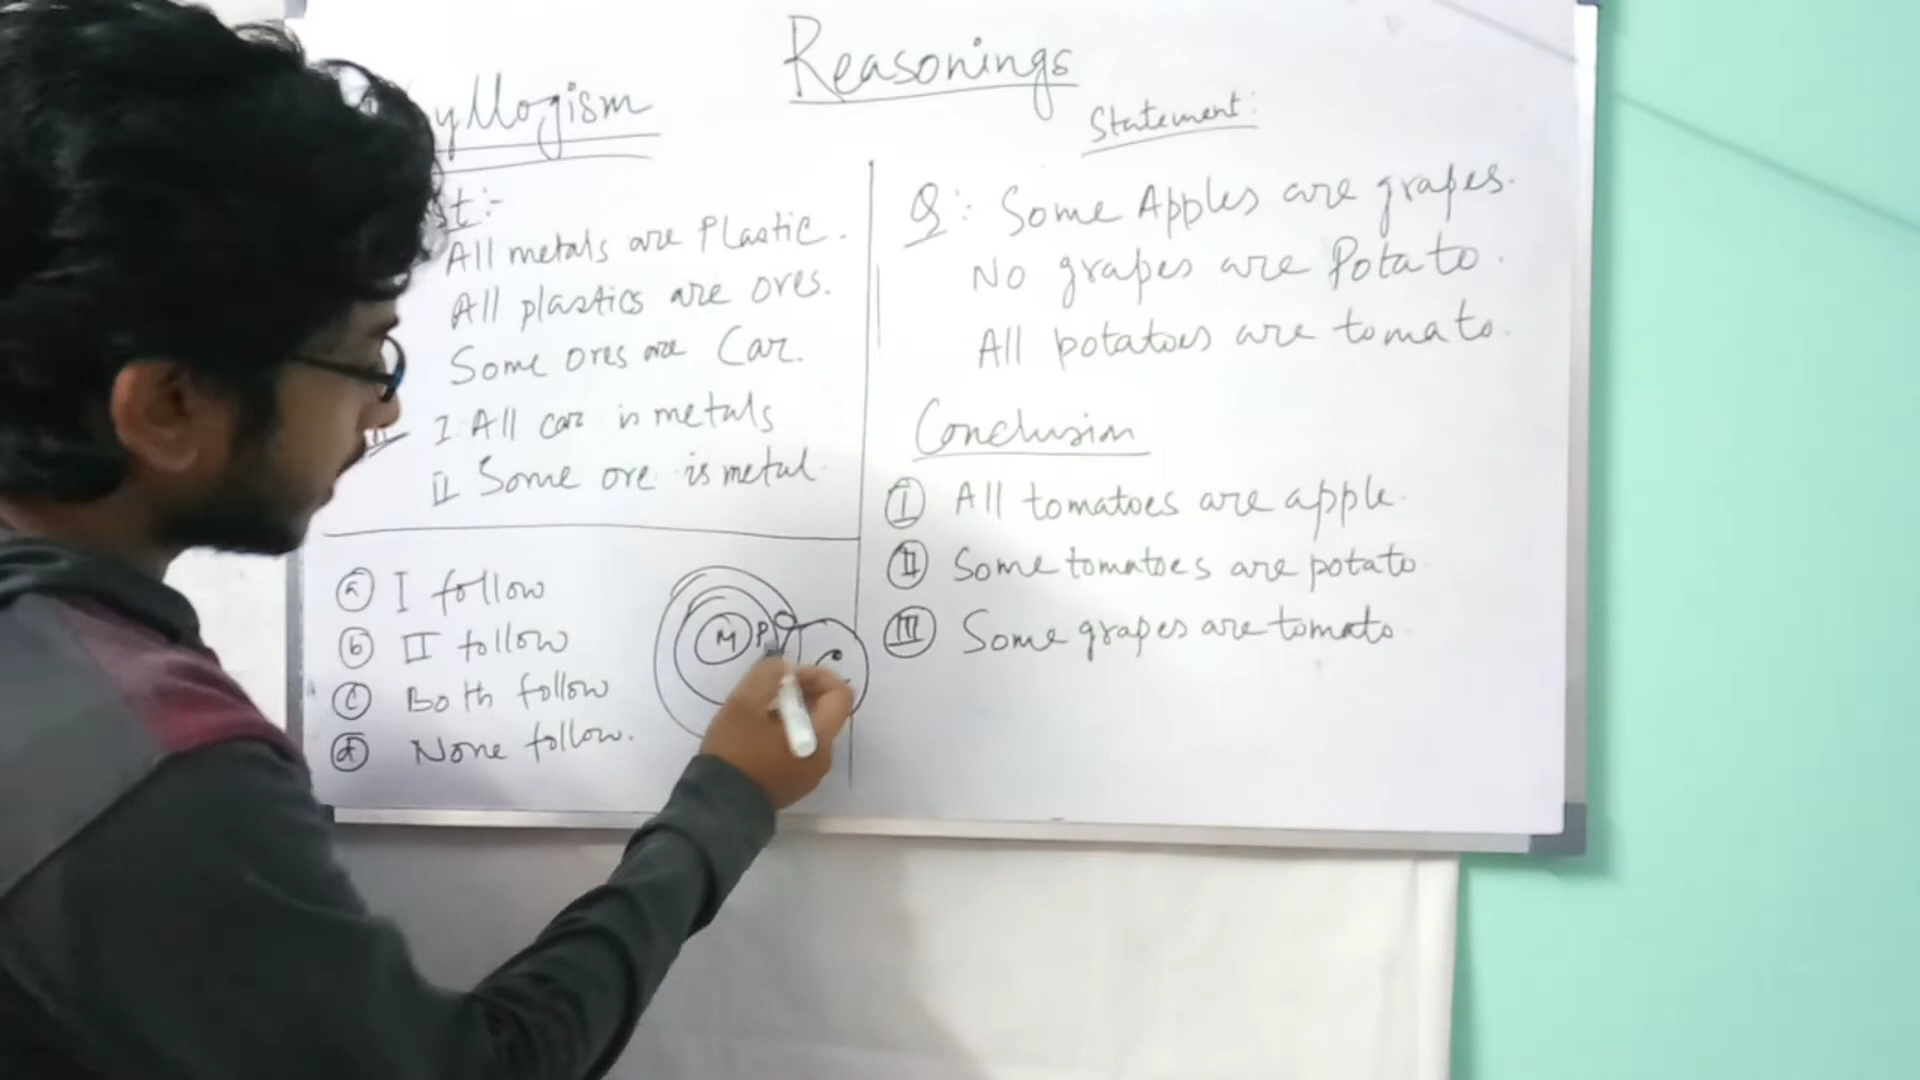 Reasonings
yllogism
Statement:
st:-
All metals are Plastic.
All plastics are ores.
Some ores are Car.
I All car is metals
II Some ore is metal
a I follow
b II follow
c Both follow
d None follow.
M P
Q: Some Apples are grapes.
No grapes are Potato.
All potatoes are tomato.
Conclusion
I All tomatoes are apple
II Some tomatoes are potato
III Some grapes are tomato